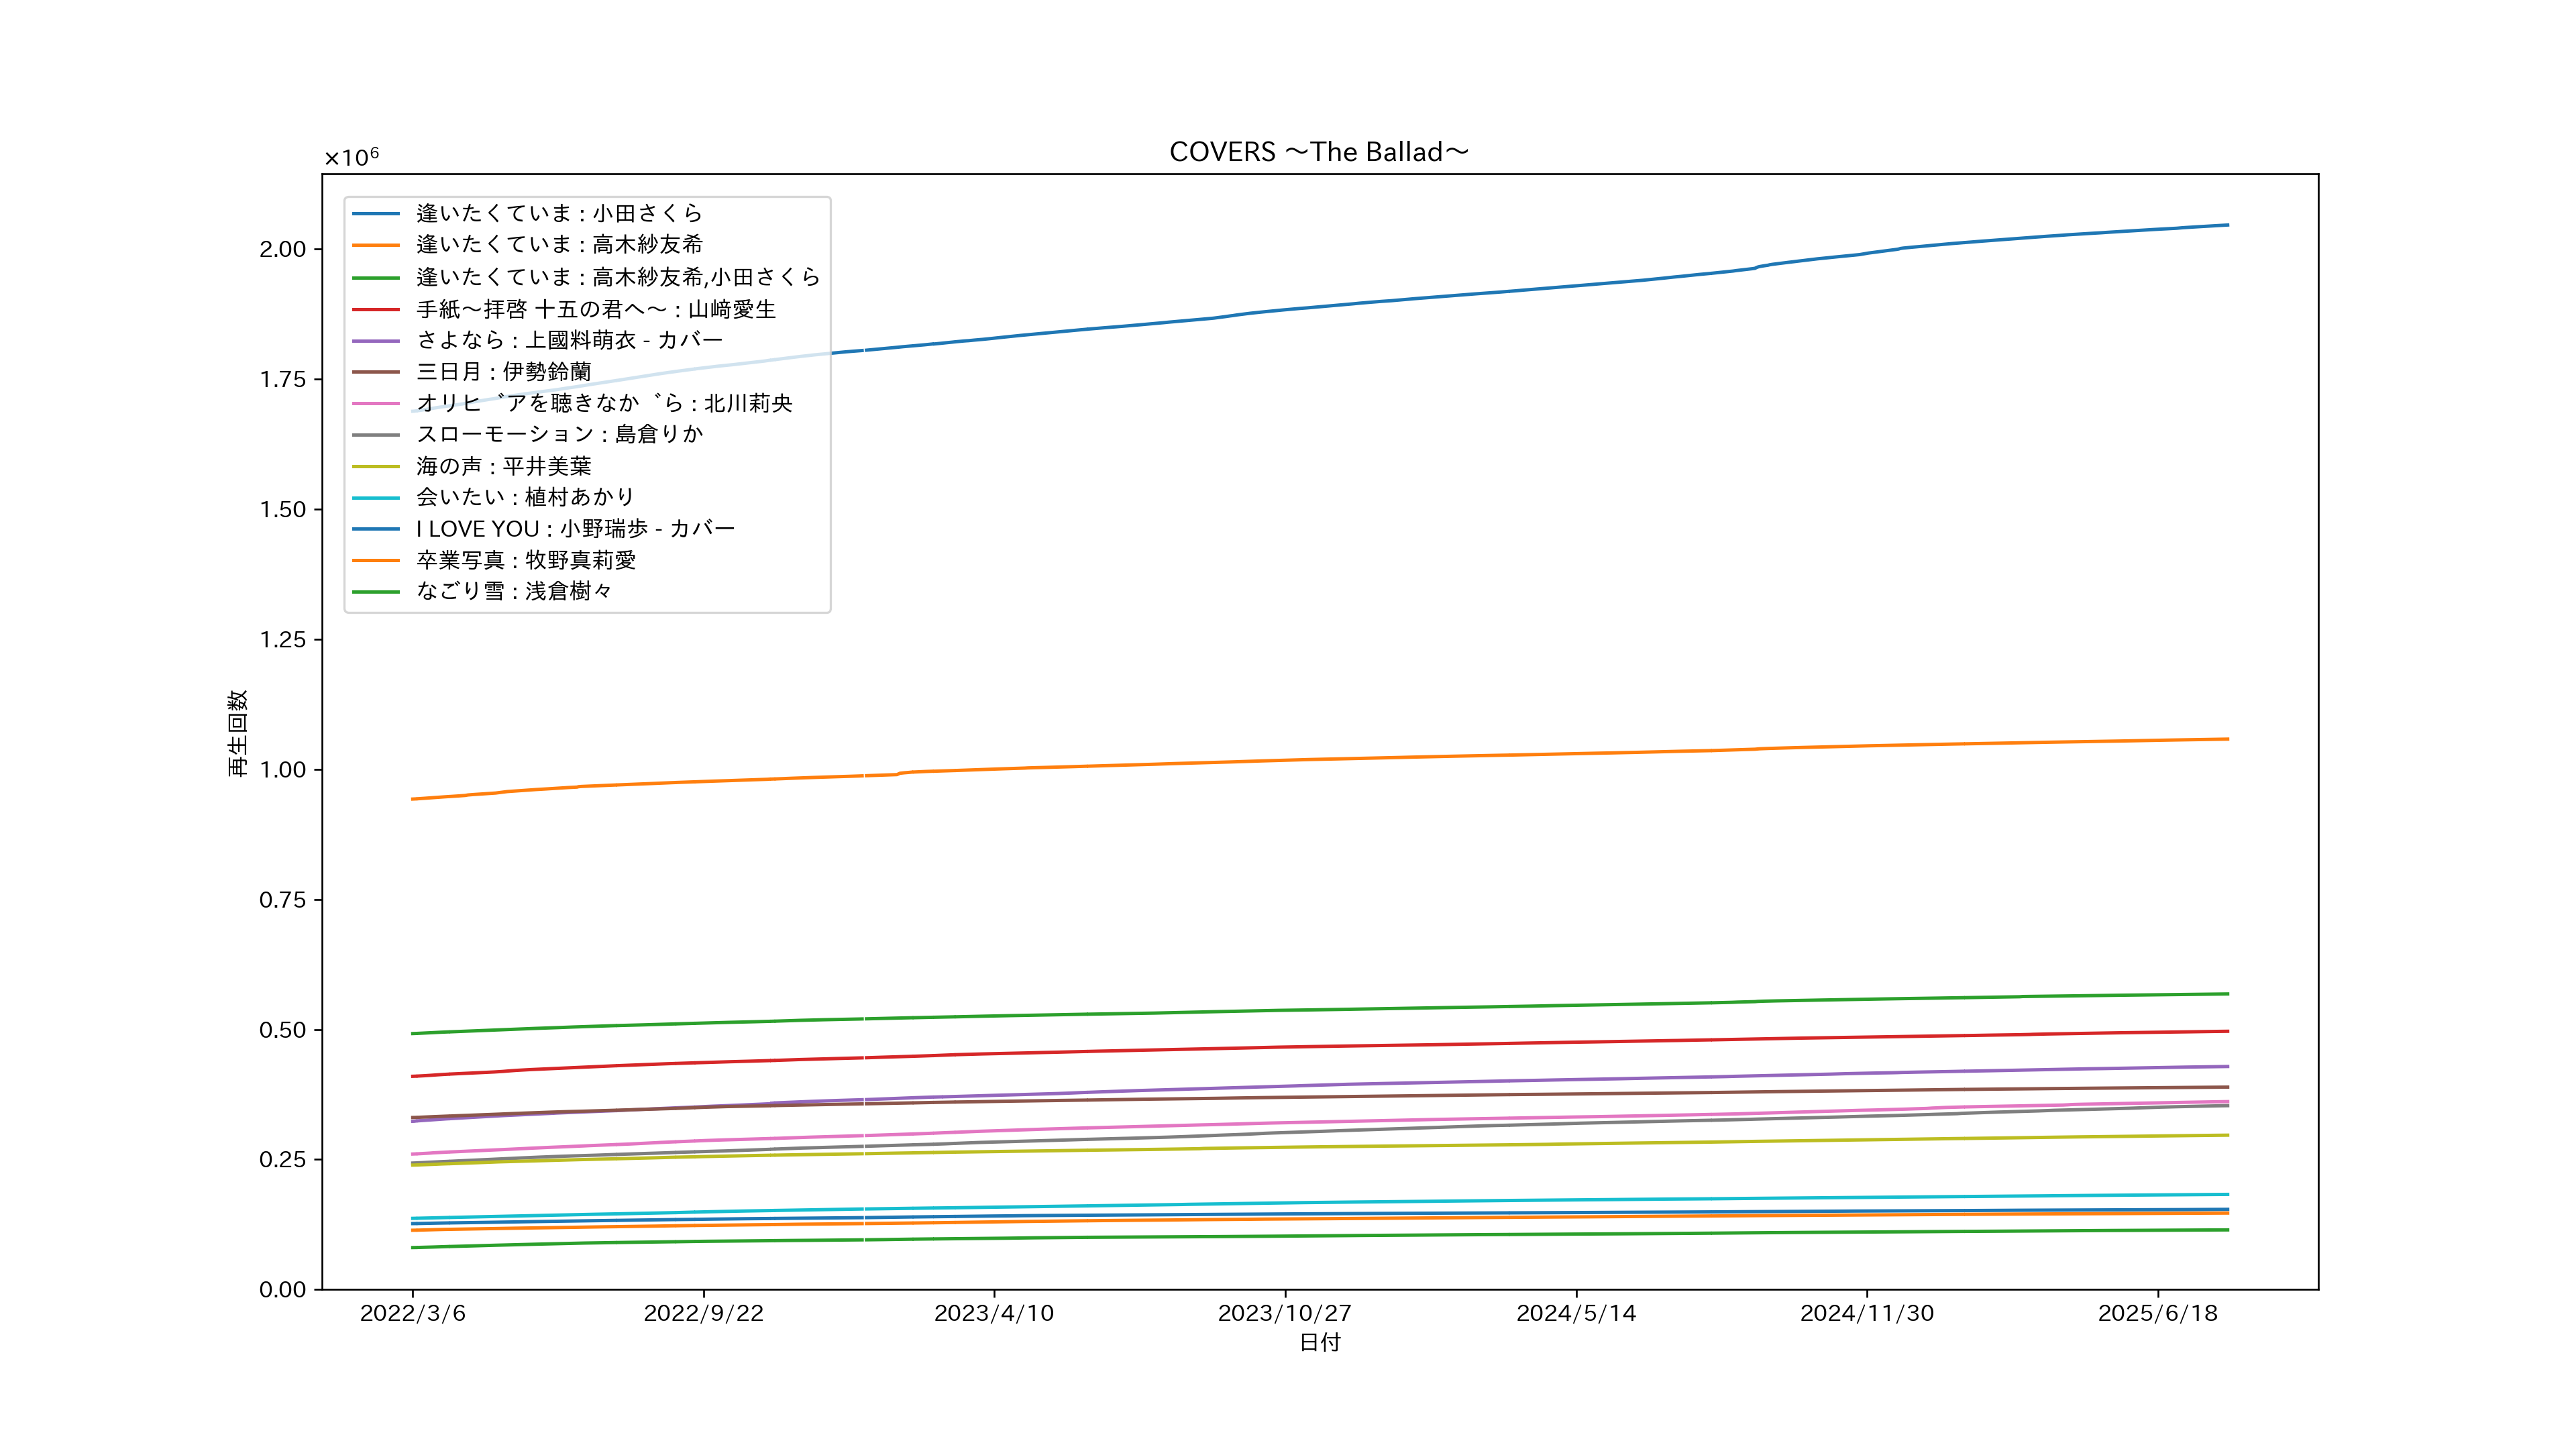 COVERS ～The Ballad～
×10⁶
逢いたくていま : 小田さくら
逢いたくていま : 高木紗友希
逢いたくていま : 高木紗友希,小田さくら
手紙～拝啓 十五の君へ～ : 山﨑愛生
さよなら : 上國料萌衣 - カバー
三日月 : 伊勢鈴蘭
オリヒ゛アを聴きなか゛ら : 北川莉央
スローモーション : 島倉りか
海の声 : 平井美葉
会いたい : 植村あかり
I LOVE YOU : 小野瑞歩 - カバー
卒業写真 : 牧野真莉愛
なごり雪 : 浅倉樹々
2.00
1.75
1.50
1.25
1.00
0.75
0.50
0.25
0.00
再生回数
2022/3/6
2022/9/22
2023/4/10
2023/10/27
2024/5/14
2024/11/30
2025/6/18
日付